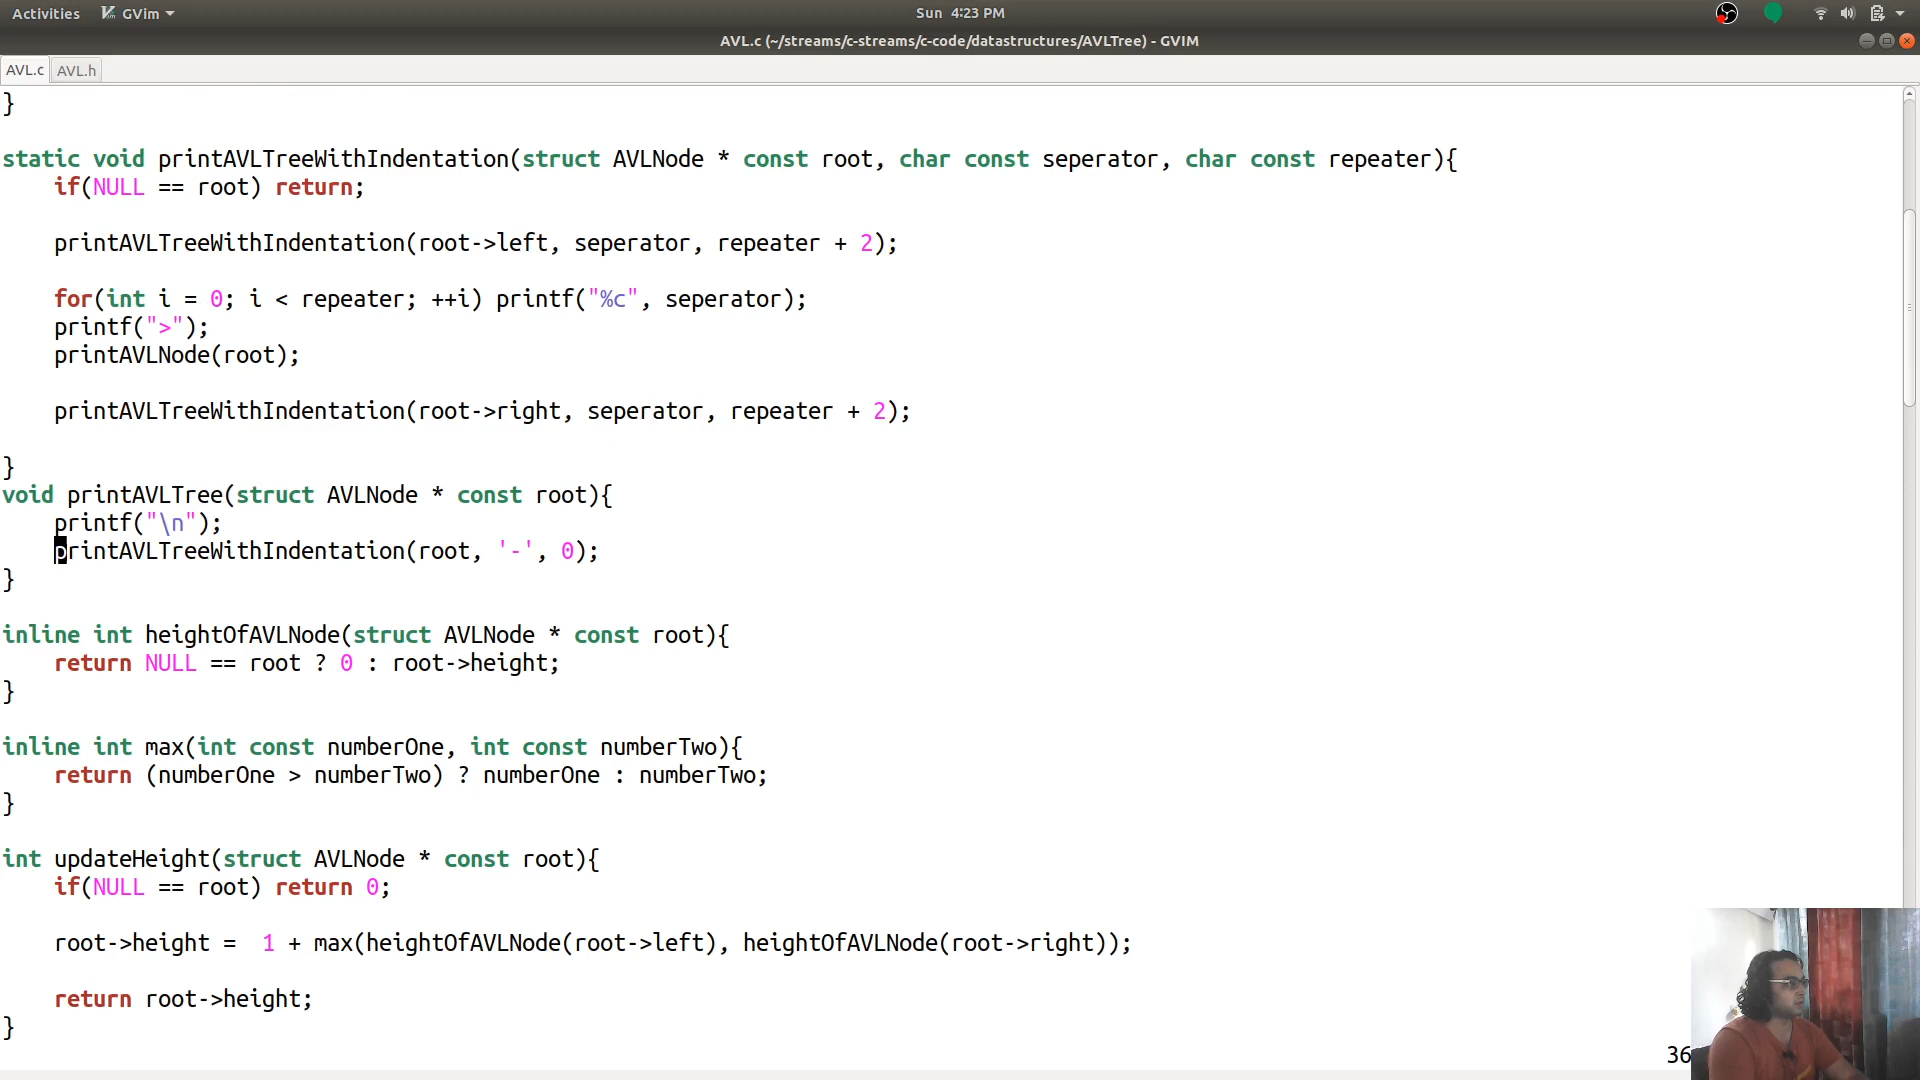 Activities GVim Sun 4:23 PM
AVL.c (~/streams/c-streams/c-code/datastructures/AVLTree) - GVIM
AVL.c AVL.h
}
static void printAVLTreeWithIndentation(struct AVLNode * const root, char const seperator, char const repeater){
    if(NULL == root) return;
    printAVLTreeWithIndentation(root->left, seperator, repeater + 2);
    for(int i = 0; i < repeater; ++i) printf("%c", seperator);
    printf(">");
    printAVLNode(root);
    printAVLTreeWithIndentation(root->right, seperator, repeater + 2);
}
void printAVLTree(struct AVLNode * const root){
    printf("\n");
    printAVLTreeWithIndentation(root, '-', 0);
}
inline int heightOfAVLNode(struct AVLNode * const root){
    return NULL == root ? 0 : root->height;
}
inline int max(int const numberOne, int const numberTwo){
    return (numberOne > numberTwo) ? numberOne : numberTwo;
}
int updateHeight(struct AVLNode * const root){
    if(NULL == root) return 0;
    root->height =  1 + max(heightOfAVLNode(root->left), heightOfAVLNode(root->right));
    return root->height;
}
36